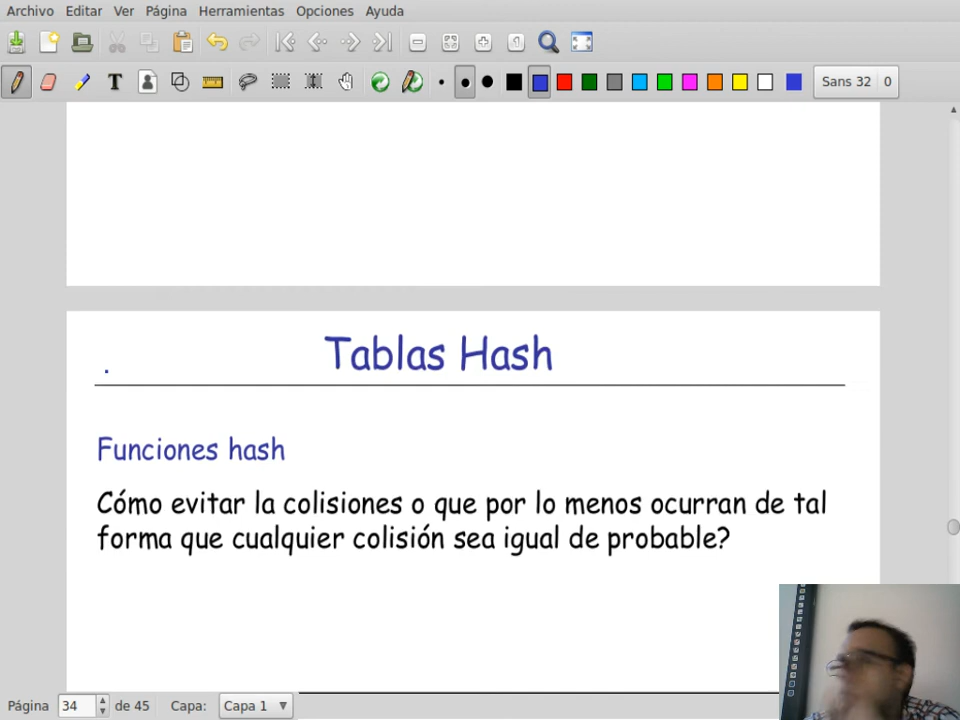 Archivo Editar Ver Página Herramientas Opciones Ayuda
T Sans 32 0
Tablas Hash
Funciones hash
Cómo evitar la colisiones o que por lo menos ocurran de tal
forma que cualquier colisión sea igual de probable?
Página 34 de 45 Capa: Capa 1